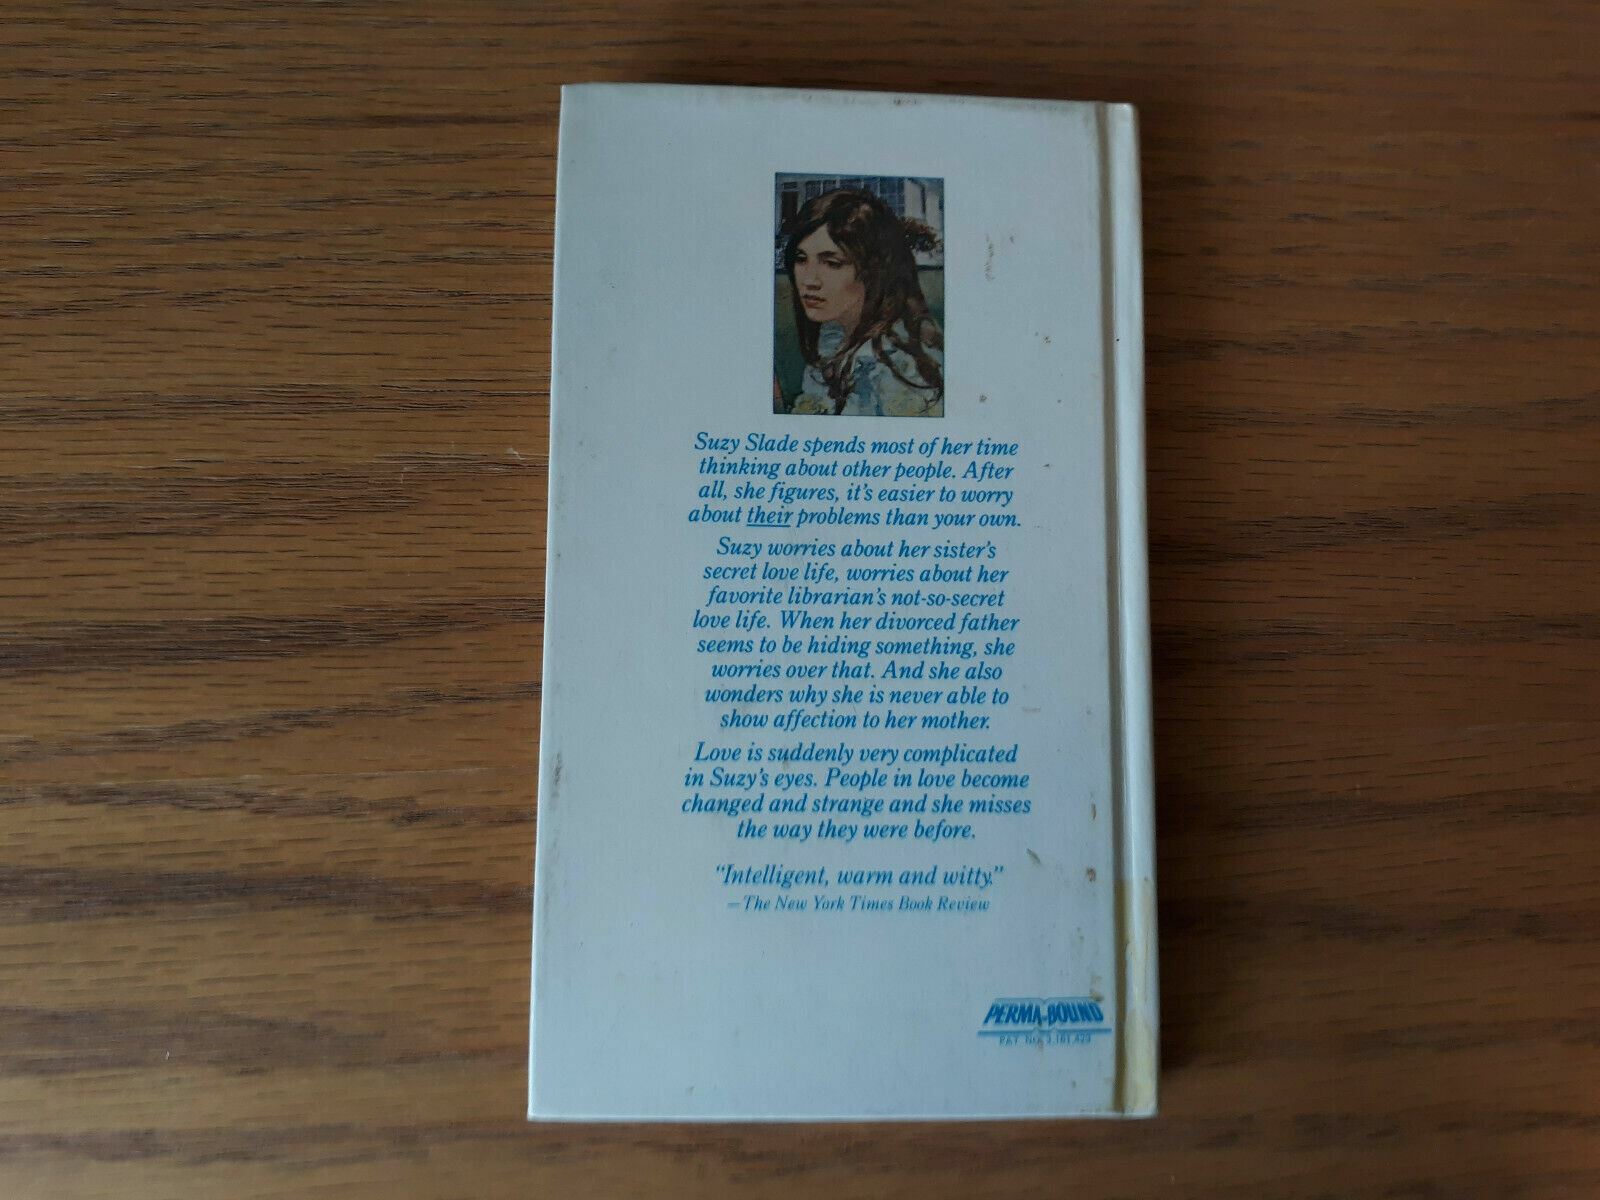 Suzy Slade spends most of her time
thinking about other people. After
all, she figures, it's easier to worry
about their problems than your own.
Suzy worries about her sister's
secret love life, worries about her
favorite librarian's not-so-secret
love life. When her divorced father
seems to be hiding something, she
worries over that. And she also
wonders why she is never able to
show affection to her mother.
Love is suddenly very complicated
in Suzy's eyes. People in love become
changed and strange and she misses
the way they were before.
"Intelligent, warm and witty."
—The New York Times Book Review
PERMA-BOUND
PAT. NO. 3,181,423